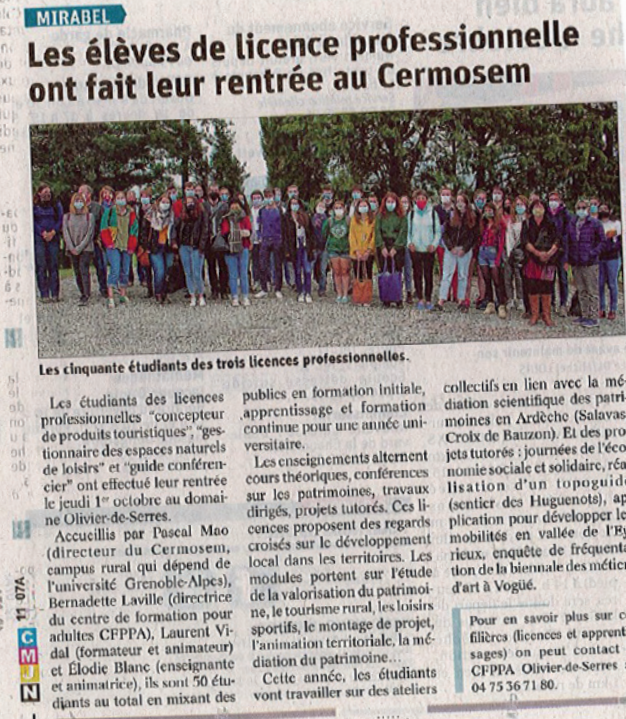 MIRABEL
Les élèves de licence professionnelle
ont fait leur rentrée au Cermosem
Les cinquante étudiants des trois licences professionnelles.
Les étudiants des licences
professionnelles "concepteur
de produits touristiques", "ges-
tionnaire des espaces naturels
de loisirs" et "guide conféren-
cier" ont effectué leur rentrée
le jeudi 1er octobre au domai-
ne Olivier-de-Serres.
Accueillis par Pascal Mao
(directeur du Cermosem,
campus rural qui dépend de
l'université Grenoble-Alpes),
Bernadette Laville (directrice
du centre de formation pour
adultes CFPPA), Laurent Vi-
dal (formateur et animateur)
et Élodie Blanc (enseignante
et animatrice), ils sont 50 étu-
diants au total en mixant des
publics en formation initiale,
apprentissage et formation
continue pour une année uni-
versitaire.
Les enseignements alternent
cours théoriques, conférences
sur les patrimoines, travaux
dirigés, projets tutorés. Ces li-
cences proposent des regards
croisés sur le développement
local dans les territoires. Les
modules portent sur l'étude
de la valorisation du patrimoi-
ne, le tourisme rural, les loisirs
sportifs, le montage de projet,
l'animation territoriale, la mé-
diation du patrimoine...
Cette année, les étudiants
vont travailler sur des ateliers
collectifs en lien avec la mé-
diation scientifique des patri-
moines en Ardèche (Salavas
Croix de Bauzon). Et des pro
jets tutorés : journées de l'éco
nomie sociale et solidaire, réa
lisation d'un topoguid
(sentier des Huguenots), ap
plication pour développer le
mobilités en vallée de l'Ey
rieux, enquête de fréquenta
tion de la biennale des métier
d'art à Vogüé.
Pour en savoir plus sur c
filières (licences et apprent
sages) on peut contact
CFPPA Olivier-de-Serres
04 75 36 71 80.
11-07A
C
M
J
N